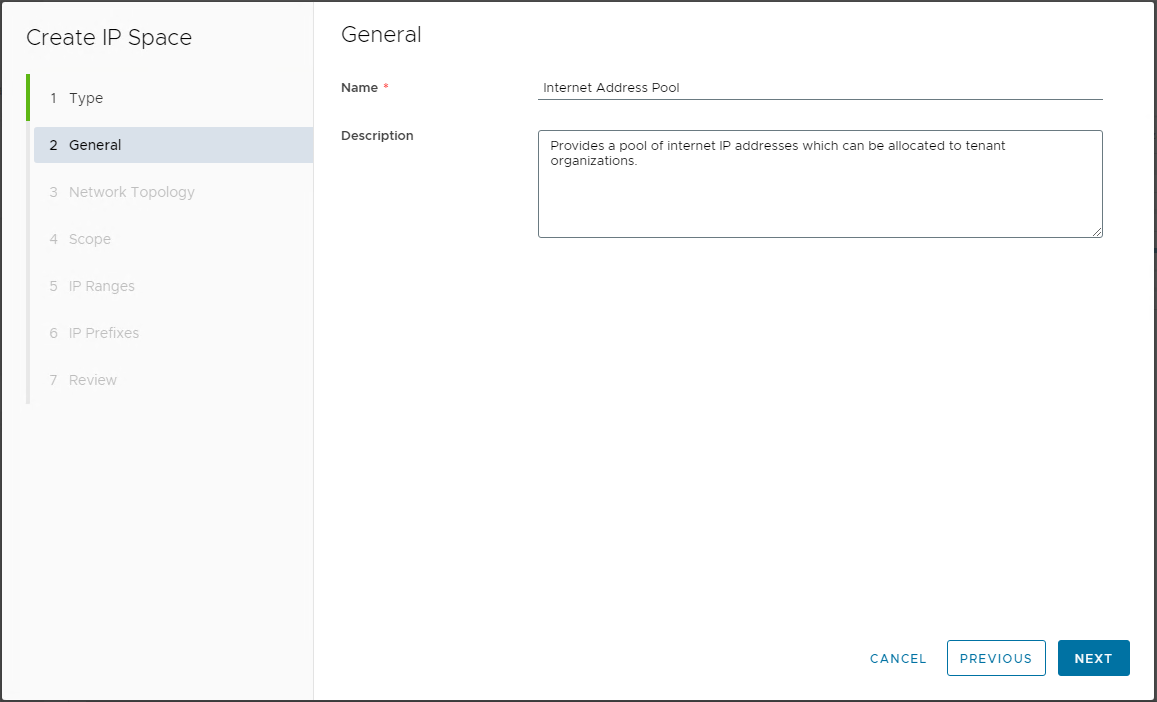 Create IP Space
1 Type
2 General
3 Network Topology
4 Scope
5 IP Ranges
6 IP Prefixes
7 Review
General
Name *
Internet Address Pool
Description
Provides a pool of internet IP addresses which can be allocated to tenant
organizations.
CANCEL
PREVIOUS
NEXT